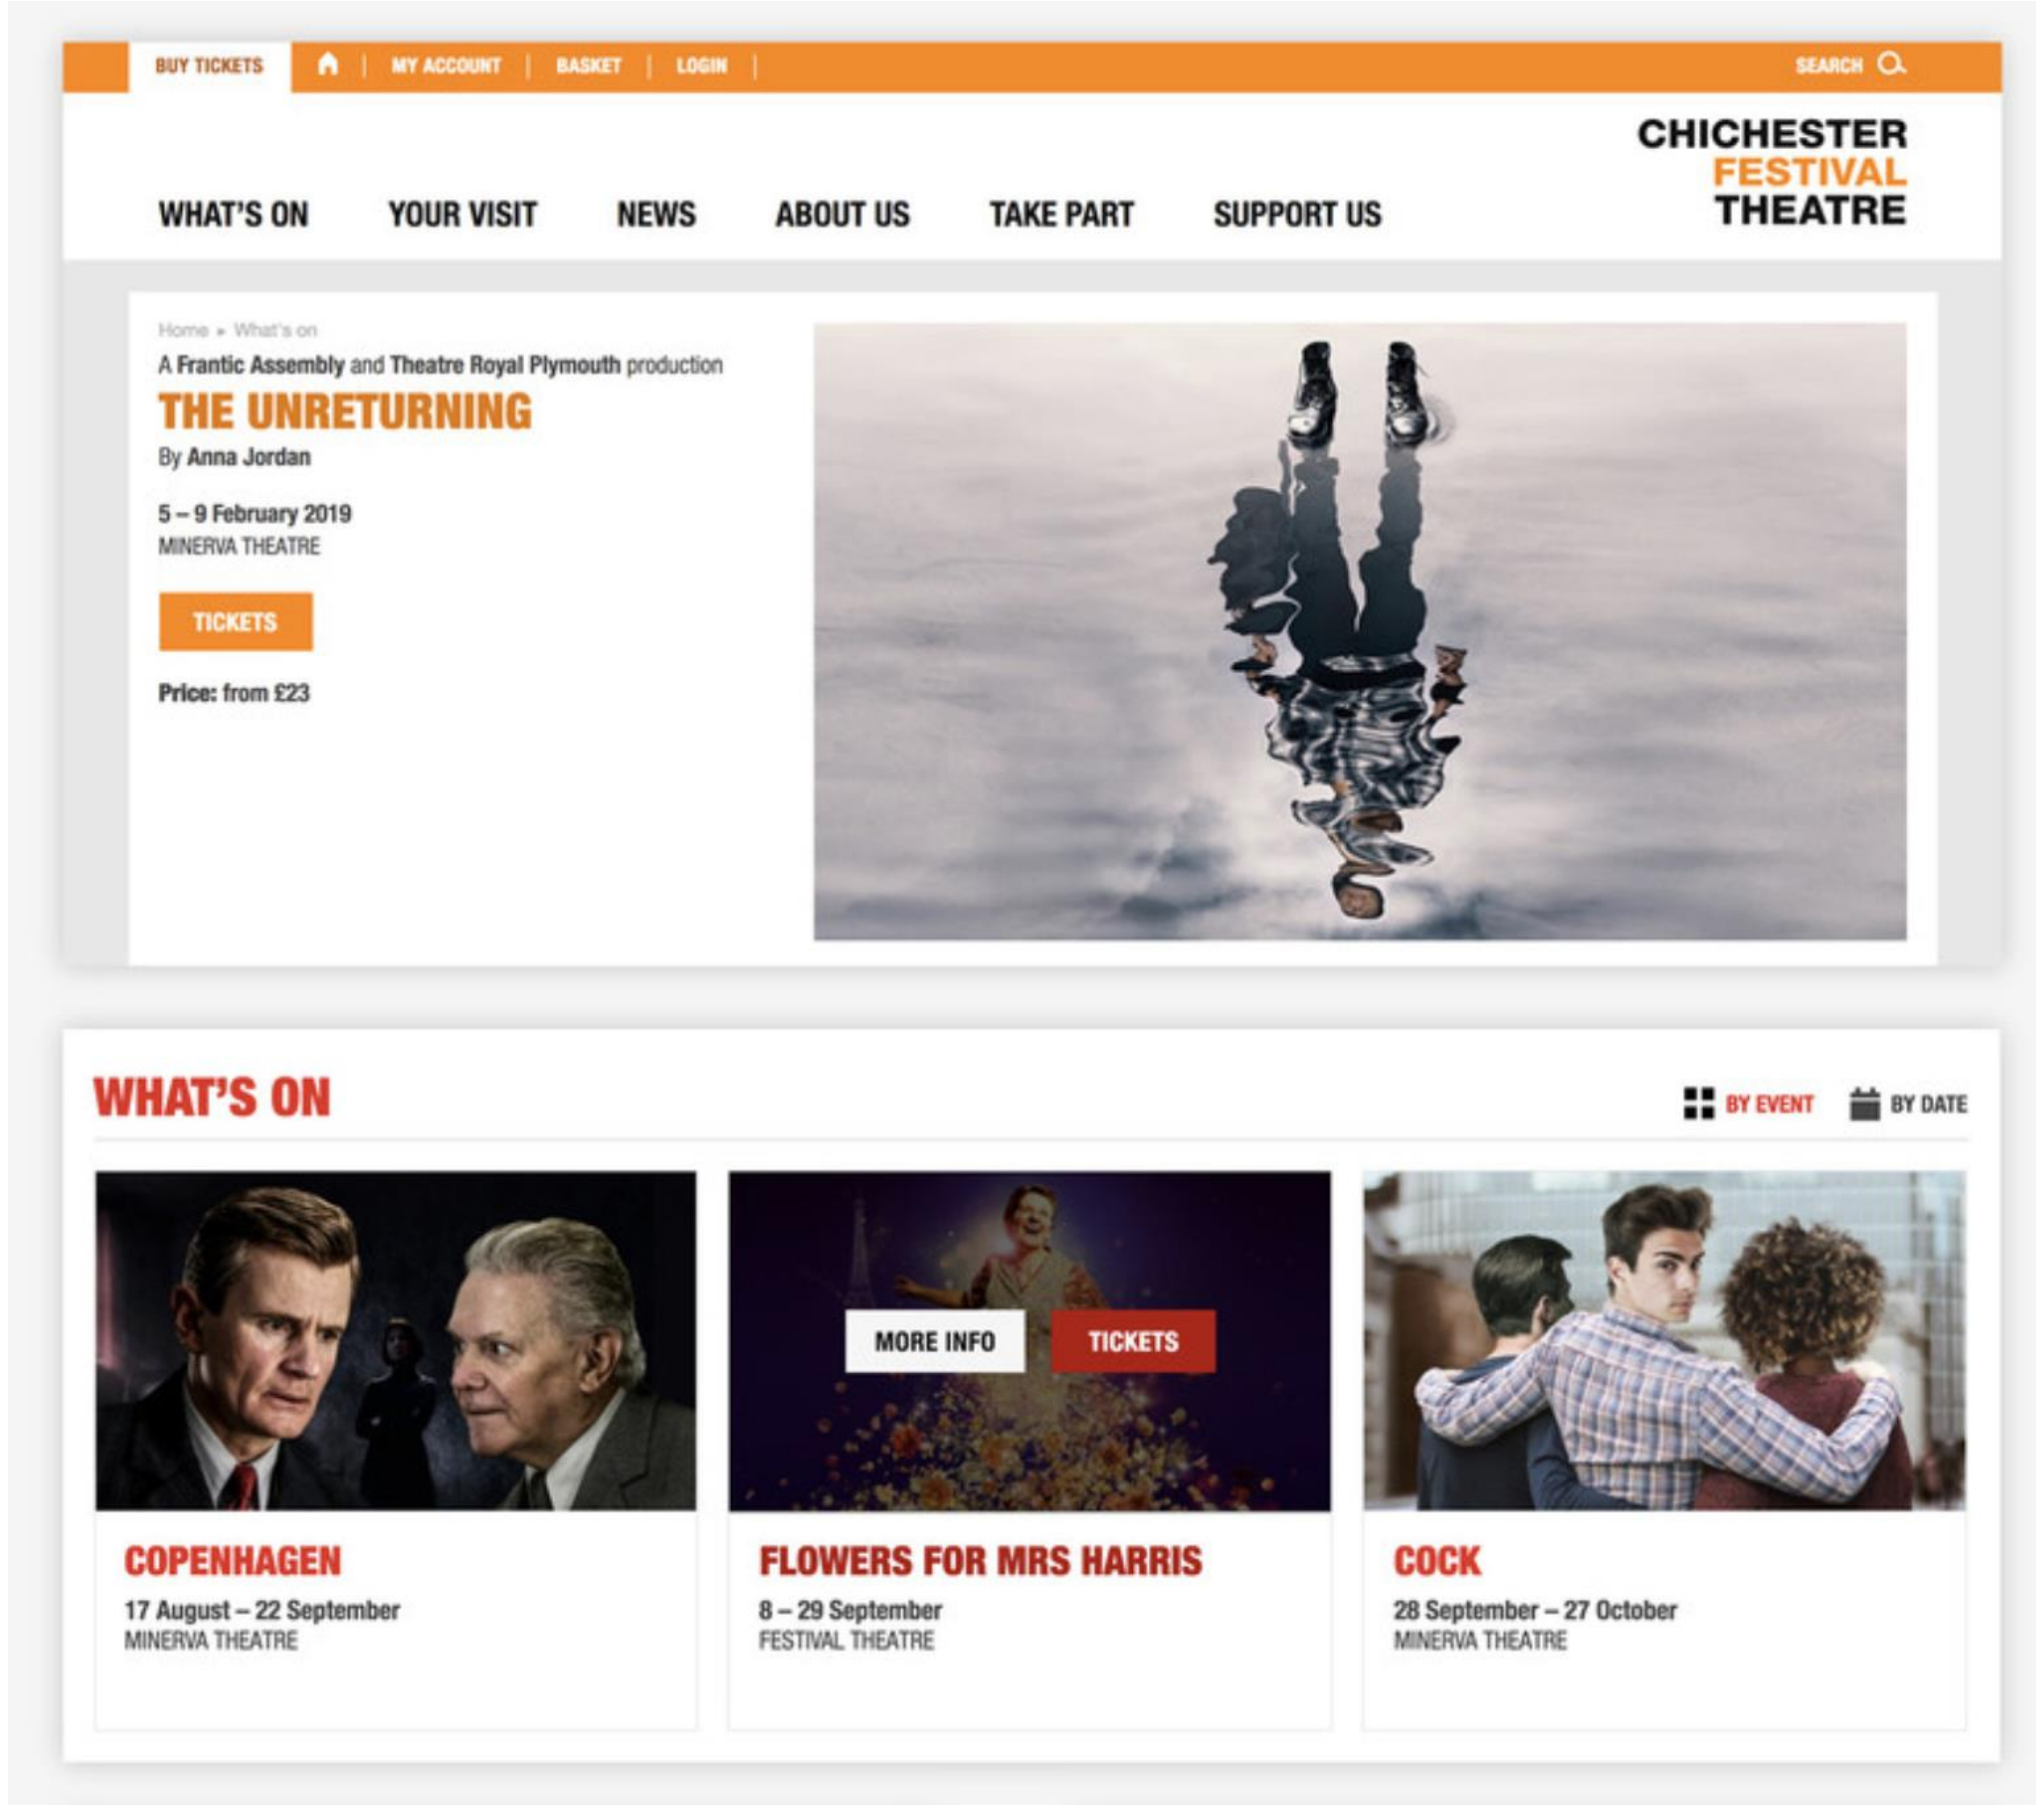 BUY TICKETS | MY ACCOUNT | BASKET | LOGIN | SEARCH
CHICHESTER
FESTIVAL
THEATRE
WHAT'S ON YOUR VISIT NEWS ABOUT US TAKE PART SUPPORT US
Home ▸ What's on
A Frantic Assembly and Theatre Royal Plymouth production
THE UNRETURNING
By Anna Jordan
5 – 9 February 2019
MINERVA THEATRE
TICKETS
Price: from £23
WHAT'S ON
BY EVENT BY DATE
MORE INFO TICKETS
COPENHAGEN
17 August – 22 September
MINERVA THEATRE
FLOWERS FOR MRS HARRIS
8 – 29 September
FESTIVAL THEATRE
COCK
28 September – 27 October
MINERVA THEATRE